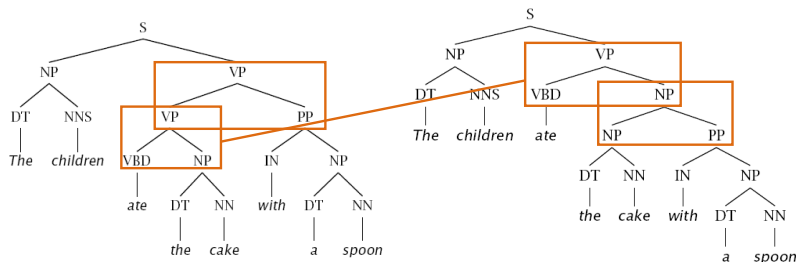 S
NP VP
DT NNS VP PP
The children VBD NP IN NP
ate DT NN with DT NN
the cake a spoon
S
NP VP
DT NNS VBD NP
The children ate NP PP
DT NN IN NP
the cake with DT NN
a spoon